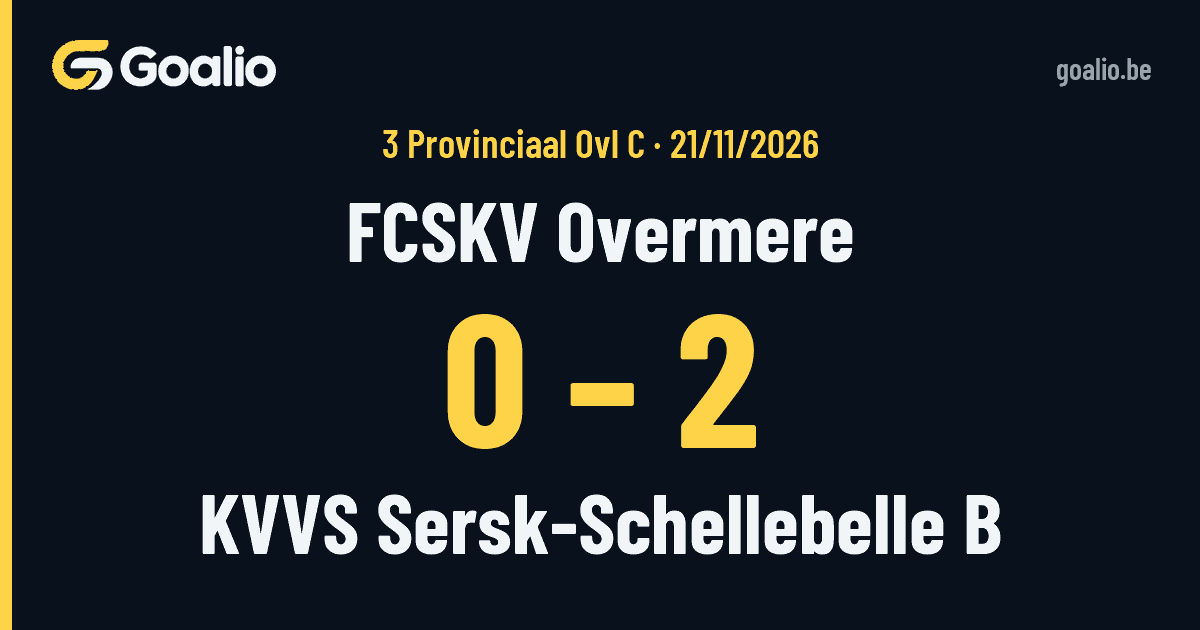 Goalio
goalio.be
3 Provinciaal Ovl C · 21/11/2026
FCSKV Overmere
0 - 2
KVVS Sersk-Schellebelle B